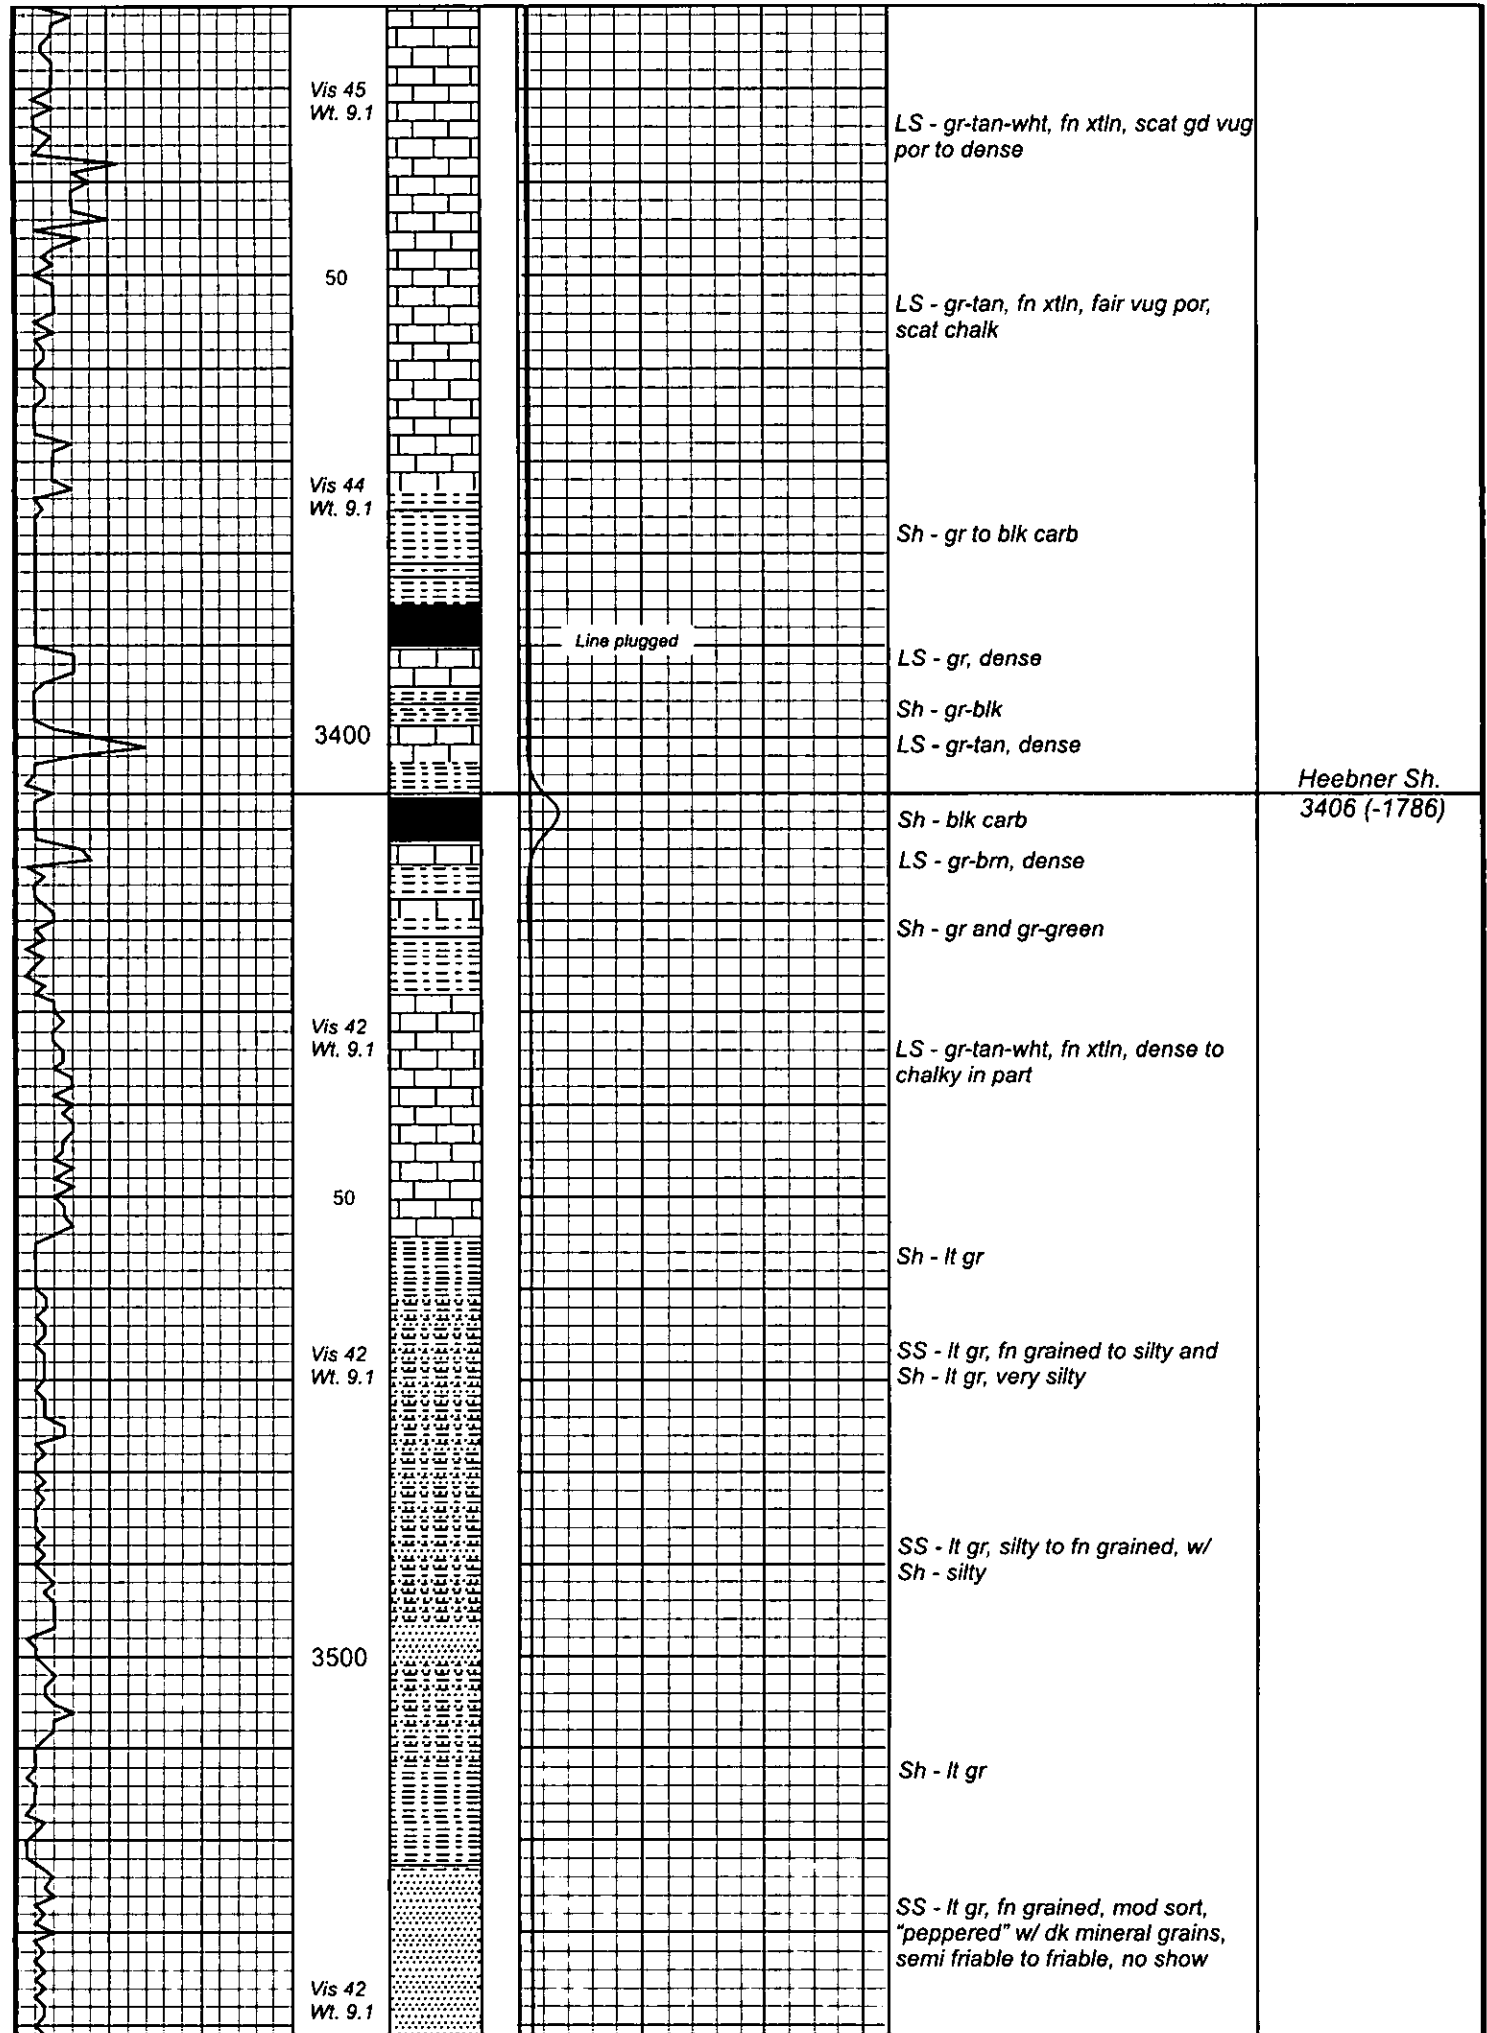 Vis 45
Wt. 9.1
LS - gr-tan-wht, fn xtln, scat gd vug
por to dense
50
LS - gr-tan, fn xtln, fair vug por,
scat chalk
Vis 44
Wt. 9.1
Sh - gr to blk carb
Line plugged
LS - gr, dense
Sh - gr-blk
3400
LS - gr-tan, dense
Heebner Sh.
3406 (-1786)
Sh - blk carb
LS - gr-brn, dense
Sh - gr and gr-green
Vis 42
Wt. 9.1
LS - gr-tan-wht, fn xtln, dense to
chalky in part
50
Sh - lt gr
Vis 42
Wt. 9.1
SS - lt gr, fn grained to silty and
Sh - lt gr, very silty
SS - lt gr, silty to fn grained, w/
Sh - silty
3500
Sh - lt gr
SS - lt gr, fn grained, mod sort,
"peppered" w/ dk mineral grains,
semi friable to friable, no show
Vis 42
Wt. 9.1